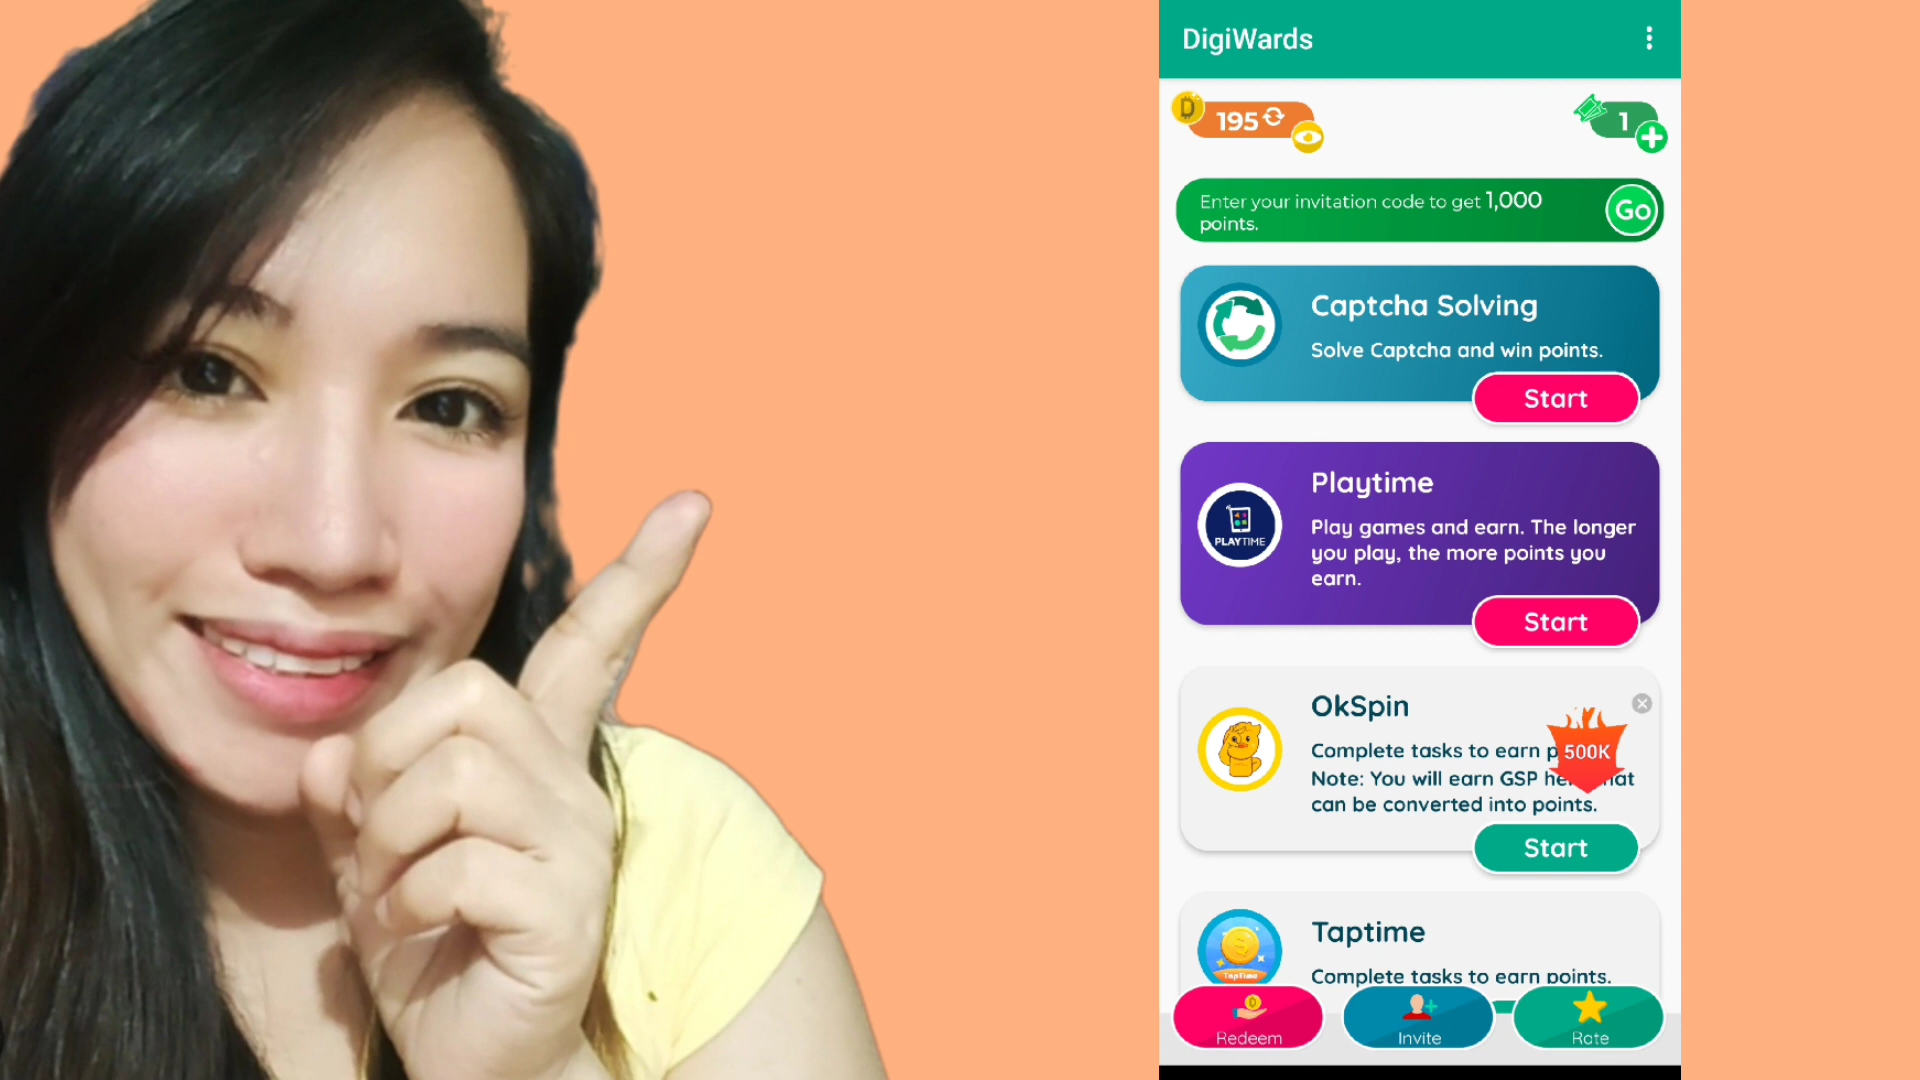 DigiWards
195
1
Enter your invitation code to get 1,000
points.
Go
Captcha Solving
Solve Captcha and win points.
Start
PLAYTIME
Playtime
Play games and earn. The longer
you play, the more points you
earn.
Start
OkSpin
Complete tasks to earn p
500K
Note: You will earn GSP he at
can be converted into points.
Start
TapTime
Taptime
Complete tasks to earn points.
Redeem
Invite
Rate